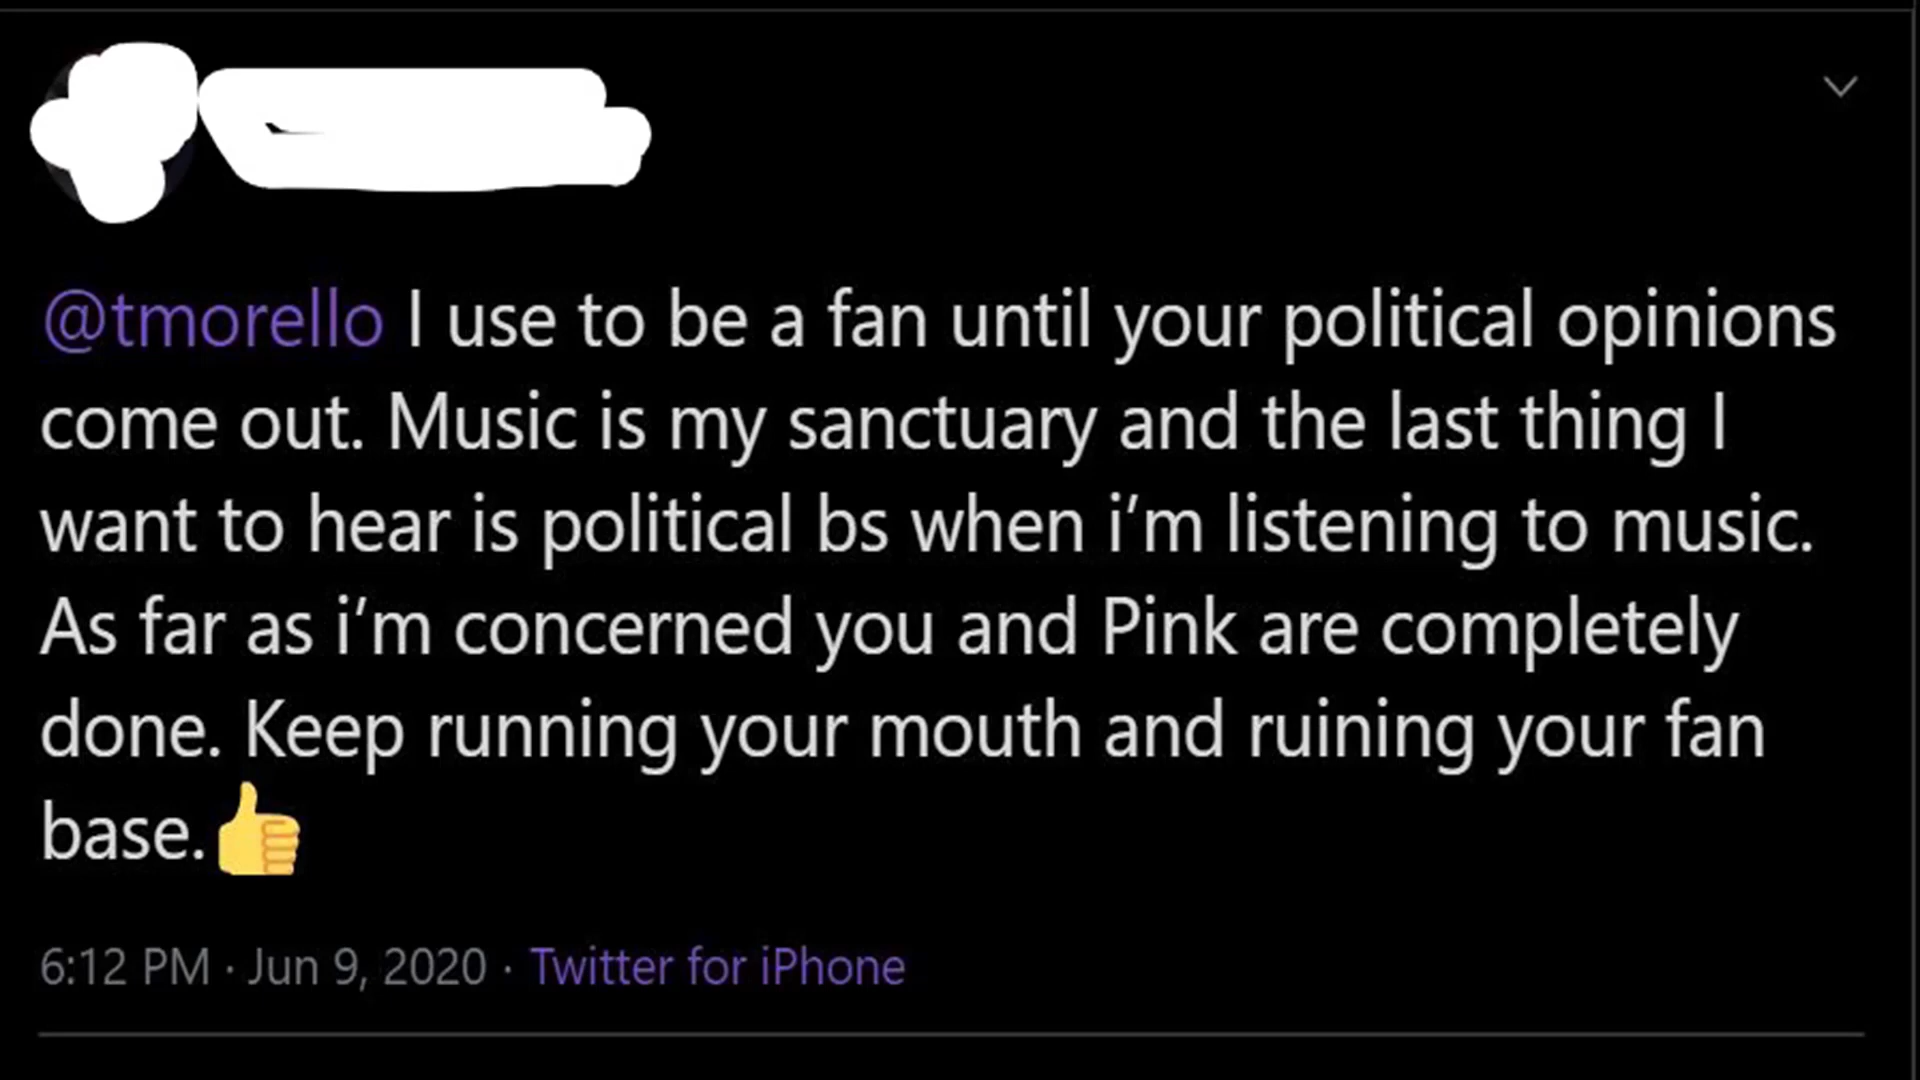 @tmorello I use to be a fan until your political opinions
come out. Music is my sanctuary and the last thing I
want to hear is political bs when i’m listening to music.
As far as i’m concerned you and Pink are completely
done. Keep running your mouth and ruining your fan
base.👍
6:12 PM · Jun 9, 2020 · Twitter for iPhone